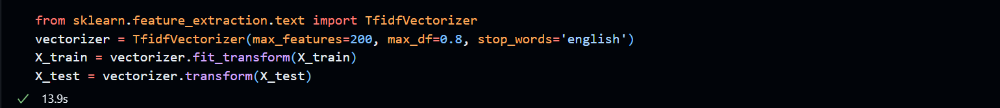 from sklearn.feature_extraction.text import TfidfVectorizer
vectorizer = TfidfVectorizer(max_features=200, max_df=0.8, stop_words='english')
X_train = vectorizer.fit_transform(X_train)
X_test = vectorizer.transform(X_test)
13.9s